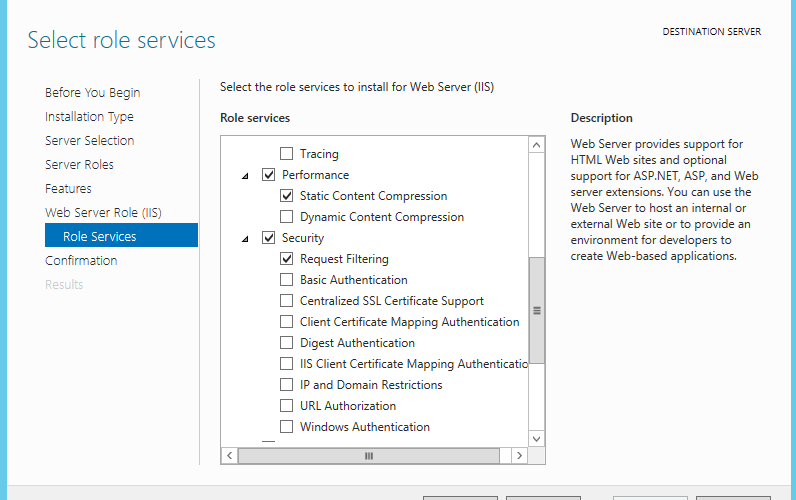 Select role services
DESTINATION SERVER
Before You Begin
Installation Type
Server Selection
Server Roles
Features
Web Server Role (IIS)
Role Services
Confirmation
Results
Select the role services to install for Web Server (IIS)
Role services
Tracing
Performance
Static Content Compression
Dynamic Content Compression
Security
Request Filtering
Basic Authentication
Centralized SSL Certificate Support
Client Certificate Mapping Authentication
Digest Authentication
IIS Client Certificate Mapping Authenticatio
IP and Domain Restrictions
URL Authorization
Windows Authentication
Description
Web Server provides support for
HTML Web sites and optional
support for ASP.NET, ASP, and Web
server extensions. You can use the
Web Server to host an internal or
external Web site or to provide an
environment for developers to
create Web-based applications.